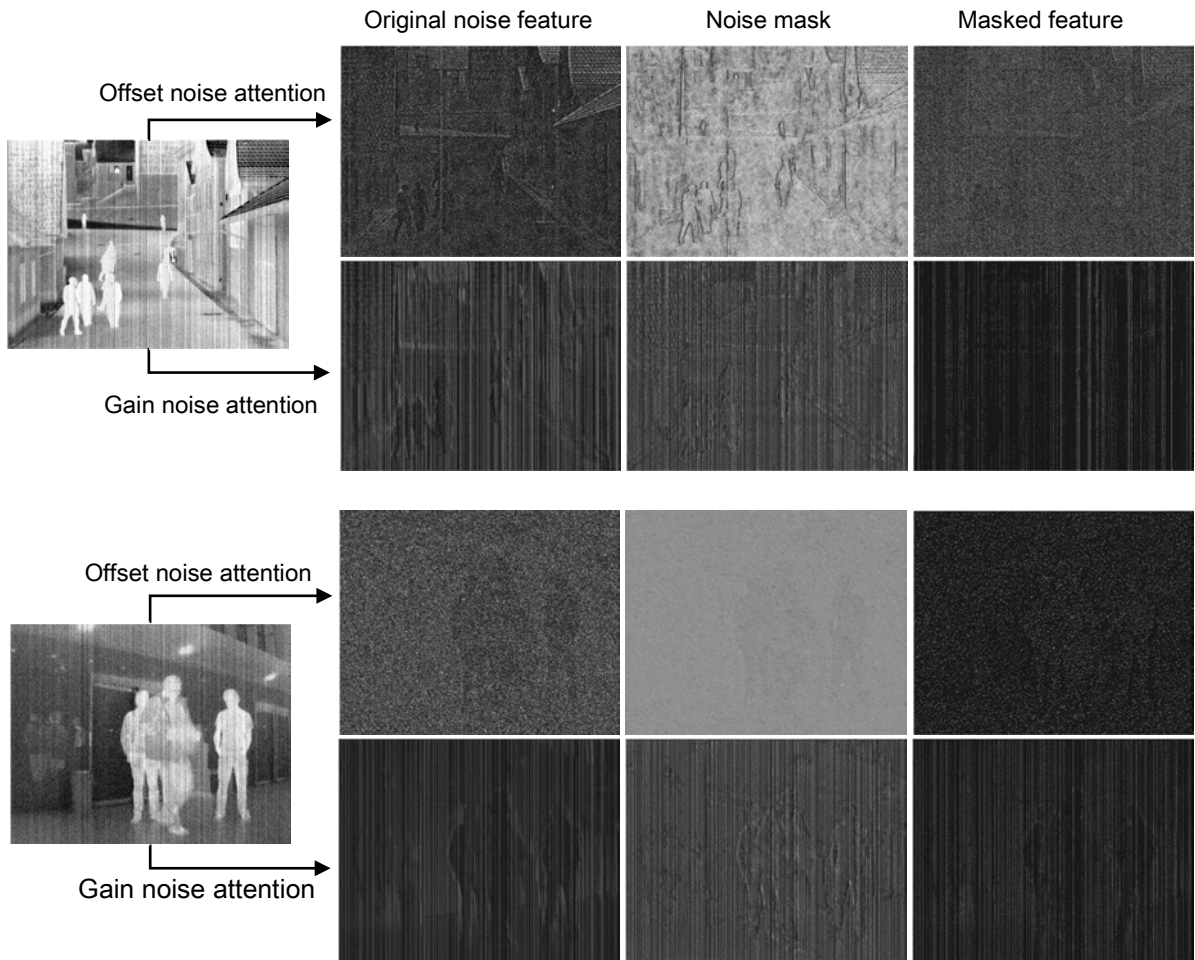 Original noise feature
Noise mask
Masked feature
Offset noise attention
Gain noise attention
Offset noise attention
Gain noise attention